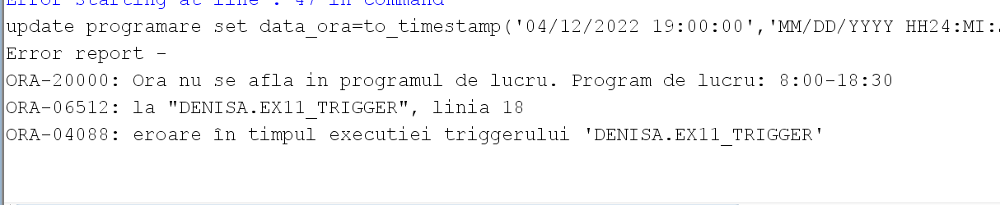 Error starting at line : 47 in command
update programare set data_ora=to_timestamp('04/12/2022 19:00:00','MM/DD/YYYY HH24:MI:
Error report -
ORA-20000: Ora nu se afla in programul de lucru. Program de lucru: 8:00-18:30
ORA-06512: la "DENISA.EX11_TRIGGER", linia 18
ORA-04088: eroare în timpul executiei triggerului 'DENISA.EX11_TRIGGER'